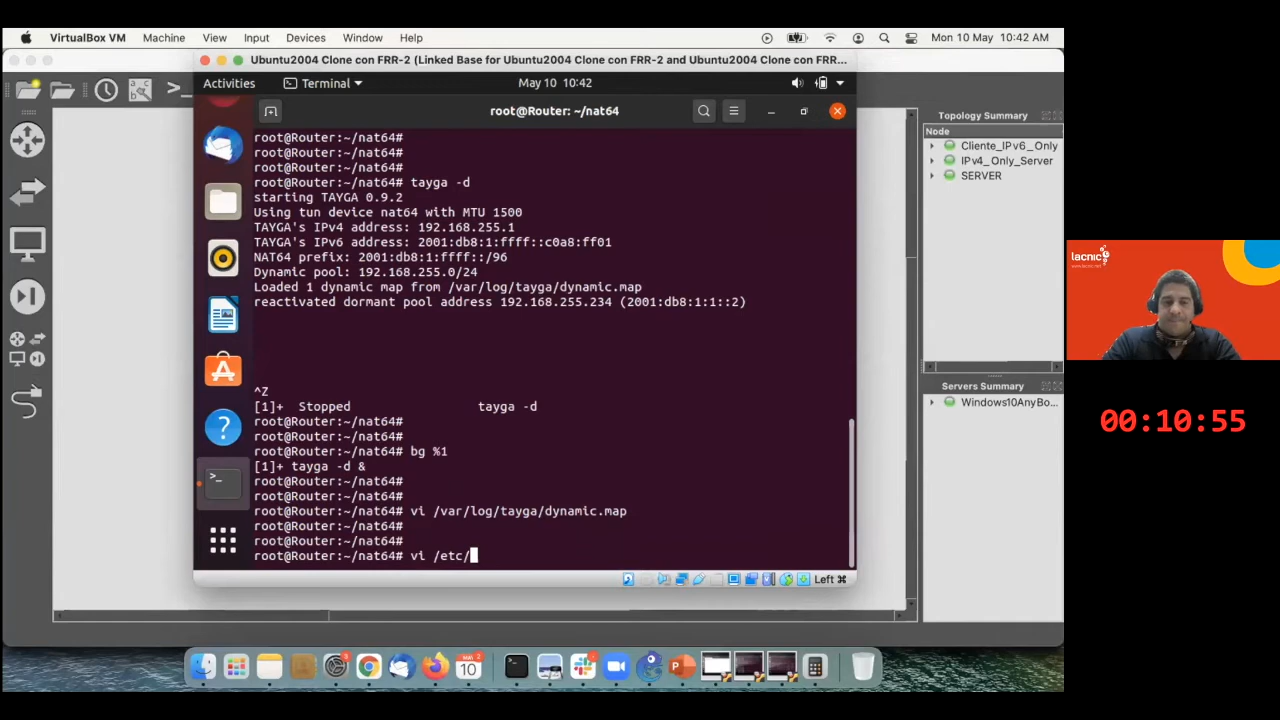 VirtualBox VM Machine View Input Devices Window Help Mon 10 May 10:42 AM
Ubuntu2004 Clone con FRR-2 (Linked Base for Ubuntu2004 Clone con FRR-2 and Ubuntu2004 Clone con FRR...
Activities Terminal May 10 10:42
root@Router: ~/nat64
root@Router:~/nat64#
root@Router:~/nat64#
root@Router:~/nat64#
root@Router:~/nat64# tayga -d
starting TAYGA 0.9.2
Using tun device nat64 with MTU 1500
TAYGA's IPv4 address: 192.168.255.1
TAYGA's IPv6 address: 2001:db8:1:ffff::c0a8:ff01
NAT64 prefix: 2001:db8:1:ffff::/96
Dynamic pool: 192.168.255.0/24
Loaded 1 dynamic map from /var/log/tayga/dynamic.map
reactivated dormant pool address 192.168.255.234 (2001:db8:1:1::2)
^Z
[1]+ Stopped tayga -d
root@Router:~/nat64#
root@Router:~/nat64#
root@Router:~/nat64# bg %1
[1]+ tayga -d &
root@Router:~/nat64#
root@Router:~/nat64#
root@Router:~/nat64# vi /var/log/tayga/dynamic.map
root@Router:~/nat64#
root@Router:~/nat64#
root@Router:~/nat64# vi /etc/
Left ⌘
Topology Summary
Node
Cliente_IPv6_Only
IPv4_Only_Server
SERVER
Servers Summary
Windows10AnyBo...
lacnic
00:10:55